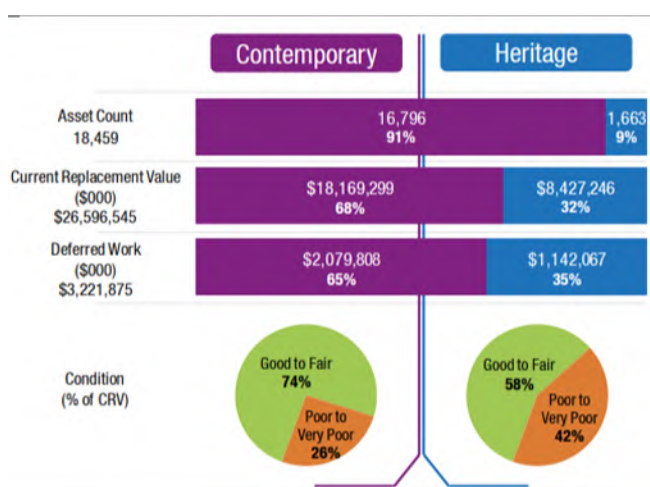 Contemporary
Heritage
Asset Count
18,459
16,796
91%
1,663
9%
Current Replacement Value
($000)
$26,596,545
$18,169,299
68%
$8,427,246
32%
Deferred Work
($000)
$3,221,875
$2,079,808
65%
$1,142,067
35%
Condition
(% of CRV)
Good to Fair
74%
Poor to
Very Poor
26%
Good to Fair
58%
Poor to
Very Poor
42%